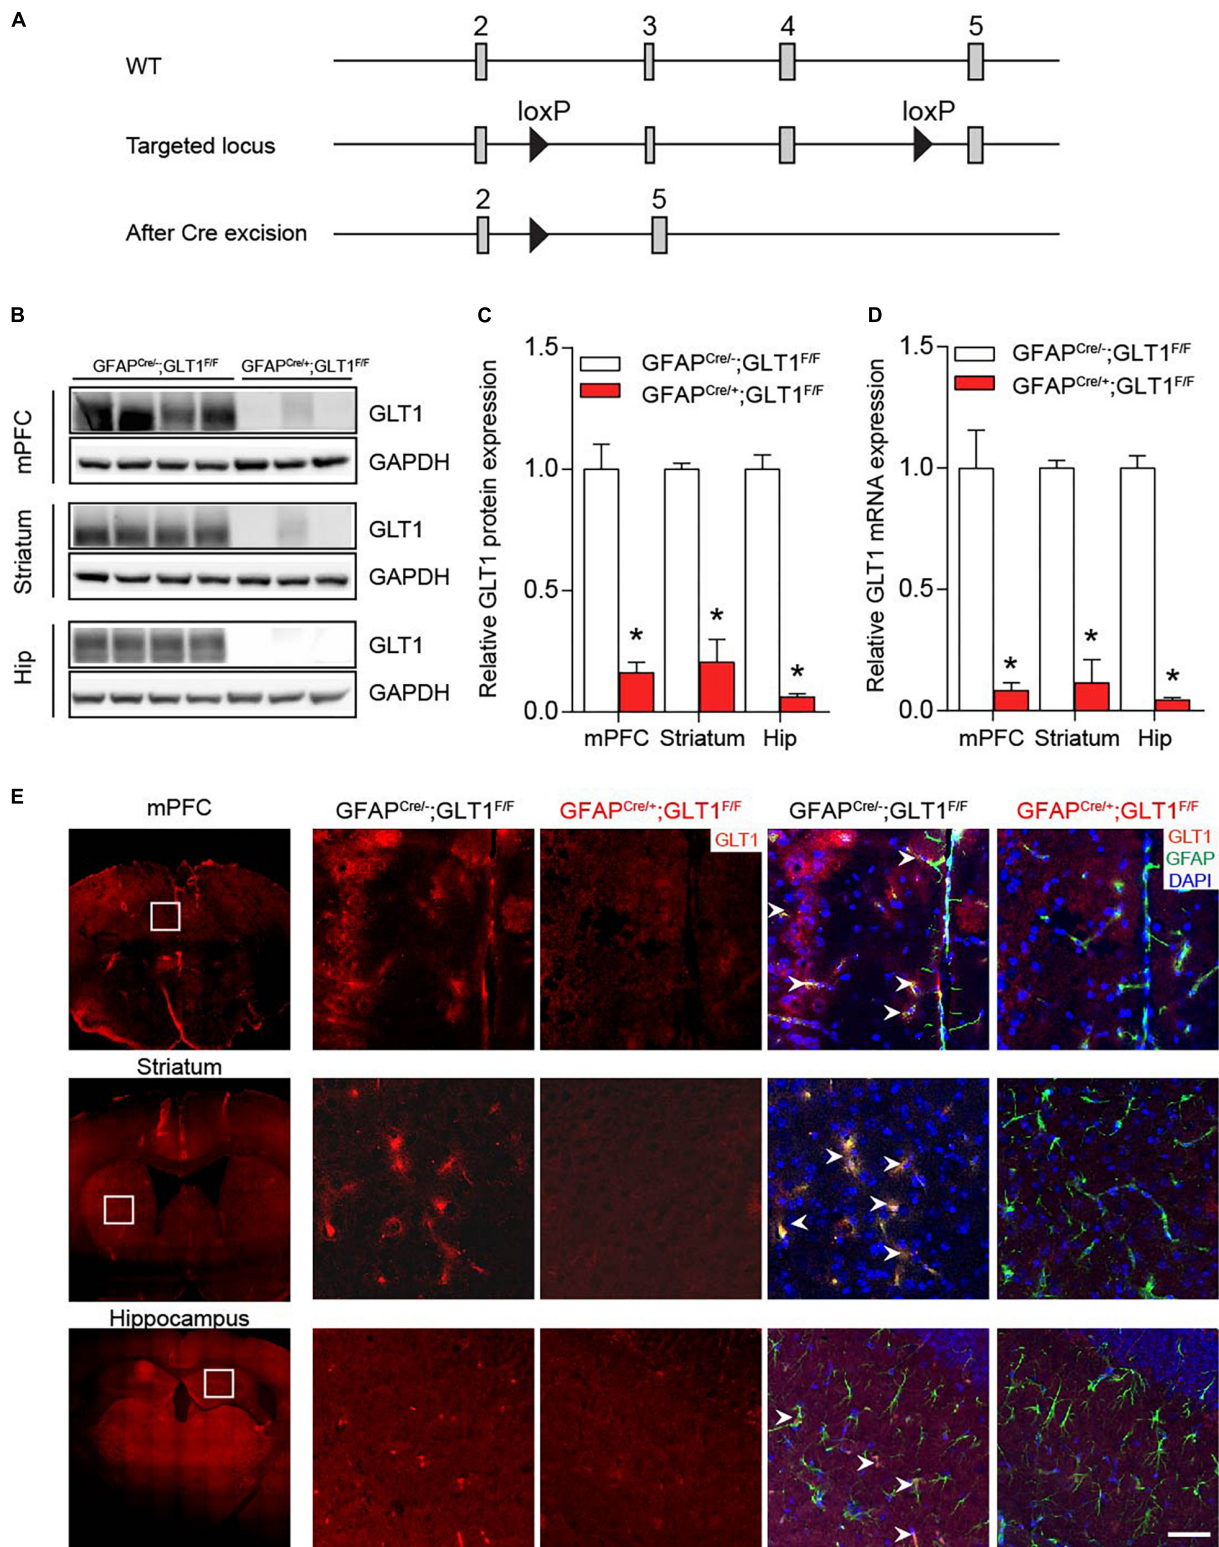 A
2 3 4 5
WT
loxP loxP
Targeted locus
2 5
After Cre excision
B
GFAPCre/-;GLT1F/F GFAPCre/+;GLT1F/F
mPFC
GLT1
GAPDH
Striatum
GLT1
GAPDH
Hip
GLT1
GAPDH
C
Relative GLT1 protein expression
1.5
1.0
0.5
0.0
GFAPCre/-;GLT1F/F
GFAPCre/+;GLT1F/F
* * *
mPFC Striatum Hip
D
Relative GLT1 mRNA expression
1.5
1.0
0.5
0.0
GFAPCre/-;GLT1F/F
GFAPCre/+;GLT1F/F
* * *
mPFC Striatum Hip
E
mPFC GFAPCre/-;GLT1F/F GFAPCre/+;GLT1F/F GFAPCre/-;GLT1F/F GFAPCre/+;GLT1F/F
GLT1
GLT1
GFAP
DAPI
Striatum
Hippocampus